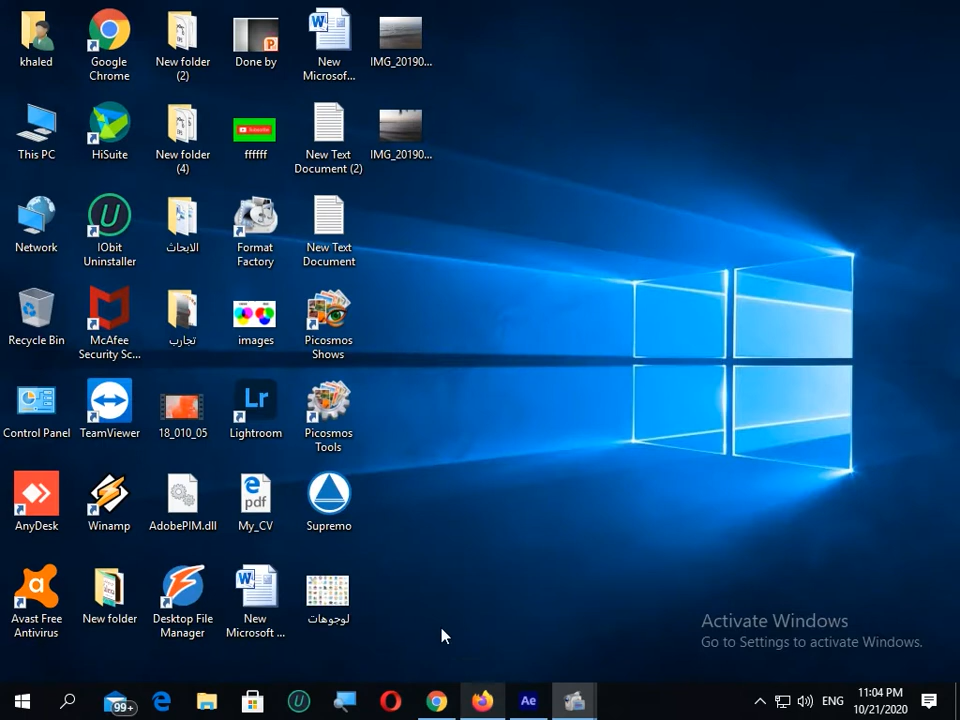 khaled
Google
Chrome
New folder
(2)
Done by
New
Microsof...
IMG_20190...
This PC
HiSuite
New folder
(4)
Subscribe
ffffff
New Text
Document (2)
IMG_20190...
Network
IObit
Uninstaller
الابحاث
Format
Factory
New Text
Document
Recycle Bin
McAfee
Security Sc...
تجارب
images
Picosmos
Shows
Control Panel
TeamViewer
18_010_05
Lr
Lightroom
Picosmos
Tools
AnyDesk
Winamp
AdobePIM.dll
pdf
My_CV
Supremo
Avast Free
Antivirus
New folder
Desktop File
Manager
New
Microsoft ...
لوجوهات
Activate Windows
Go to Settings to activate Windows.
99+
Ae
ENG
11:04 PM
10/21/2020